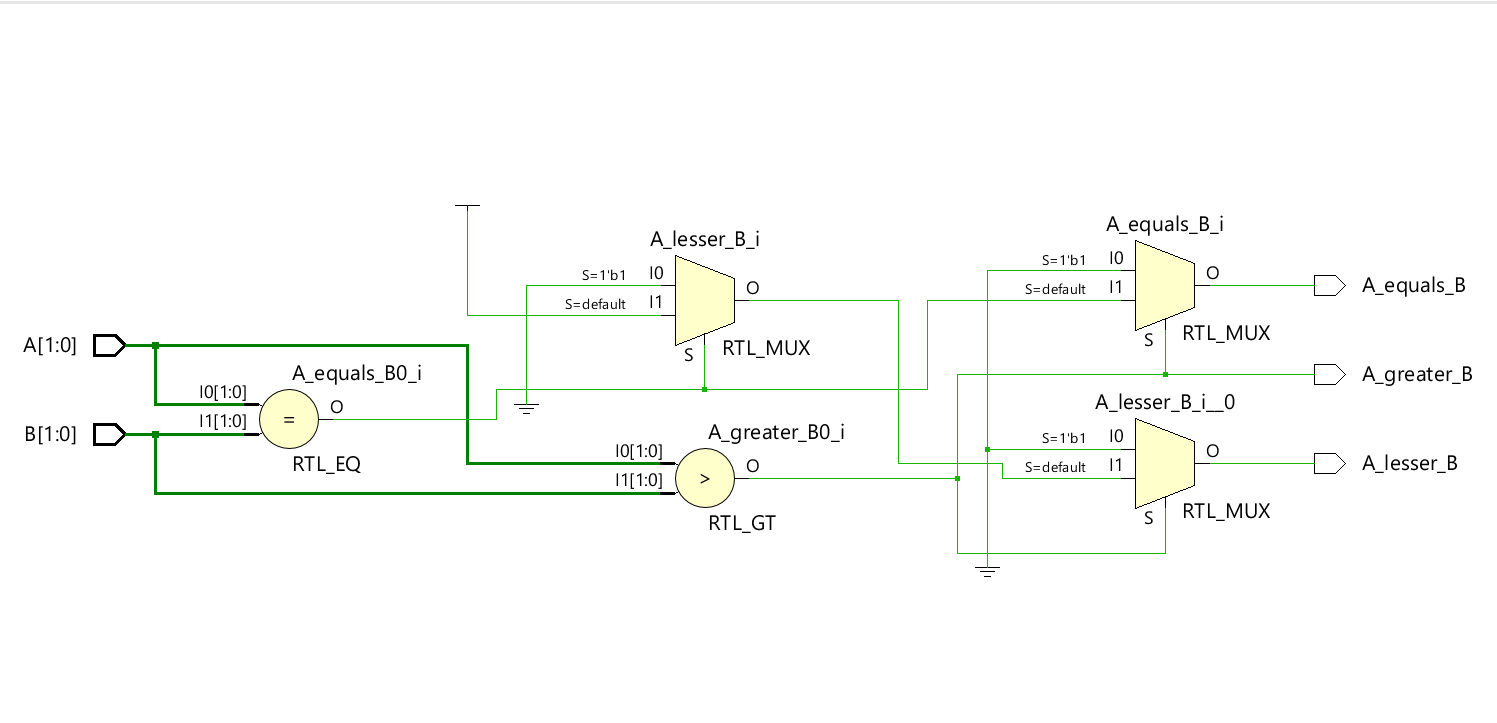 A_equals_B_i
A_lesser_B_i
S=1'b1 I0
S=default I1
O
S
RTL_MUX
S=1'b1 I0
S=default I1
O
S
RTL_MUX
A_equals_B
A[1:0]
B[1:0]
A_equals_B0_i
I0[1:0]
I1[1:0]
=
O
RTL_EQ
A_greater_B
A_greater_B0_i
I0[1:0]
I1[1:0]
>
O
RTL_GT
A_lesser_B_i__0
S=1'b1 I0
S=default I1
O
S
RTL_MUX
A_lesser_B